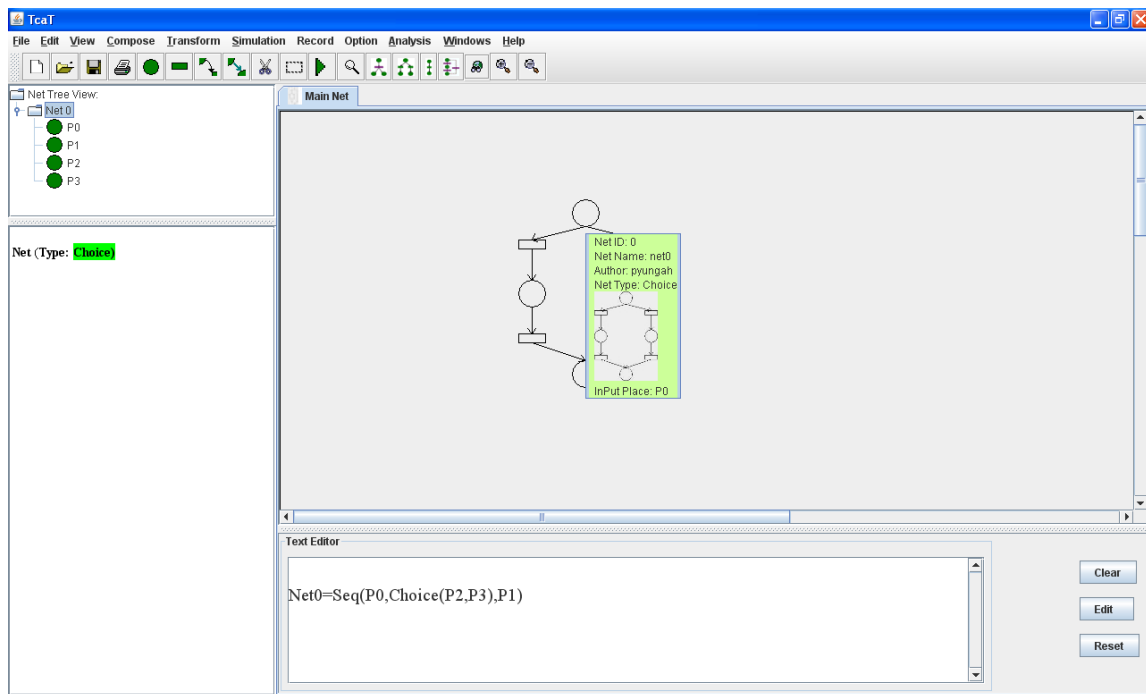 TcaT
File Edit View Compose Transform Simulation Record Option Analysis Windows Help
Net Tree View:
Net 0
P0
P1
P2
P3
Net (Type: Choice)
Main Net
Net ID: 0
Net Name: net0
Author: pyungah
Net Type: Choice
InPut Place: P0
Text Editor
Net0=Seq(P0,Choice(P2,P3),P1)
Clear
Edit
Reset